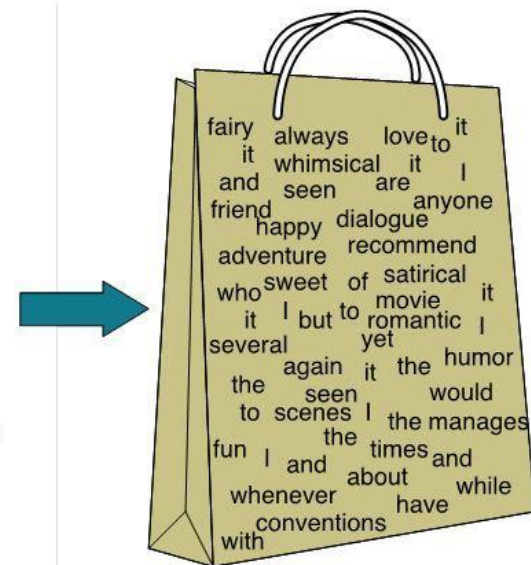 fairy always love to it
it whimsical it I
and seen are anyone
friend happy dialogue
adventure recommend
who sweet of satirical it
it I but to movie romantic I
several yet
again it the humor
the seen would
to scenes I the manages
fun I and the times and
whenever about while
have
conventions
with